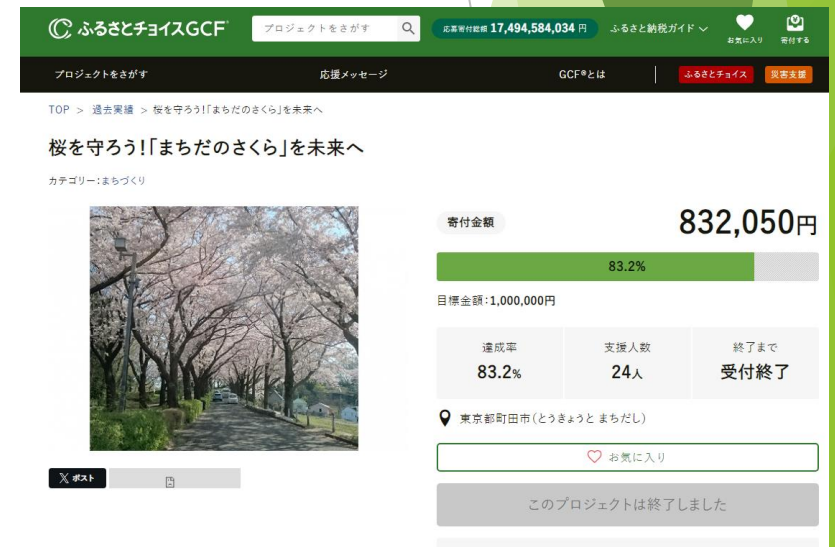 ふるさとチョイスGCF®
プロジェクトをさがす
応募寄付総額 17,494,584,034 円
ふるさと納税ガイド
お気に入り
寄付する
プロジェクトをさがす
応援メッセージ
GCF®とは
ふるさとチョイス
災害支援
TOP > 過去実績 > 桜を守ろう!「まちだのさくら」を未来へ
桜を守ろう!「まちだのさくら」を未来へ
カテゴリー:まちづくり
寄付金額
832,050円
83.2%
目標金額:1,000,000円
達成率
83.2%
支援人数
24人
終了まで
受付終了
東京都町田市(とうきょうと まちだし)
お気に入り
X ポスト
このプロジェクトは終了しました